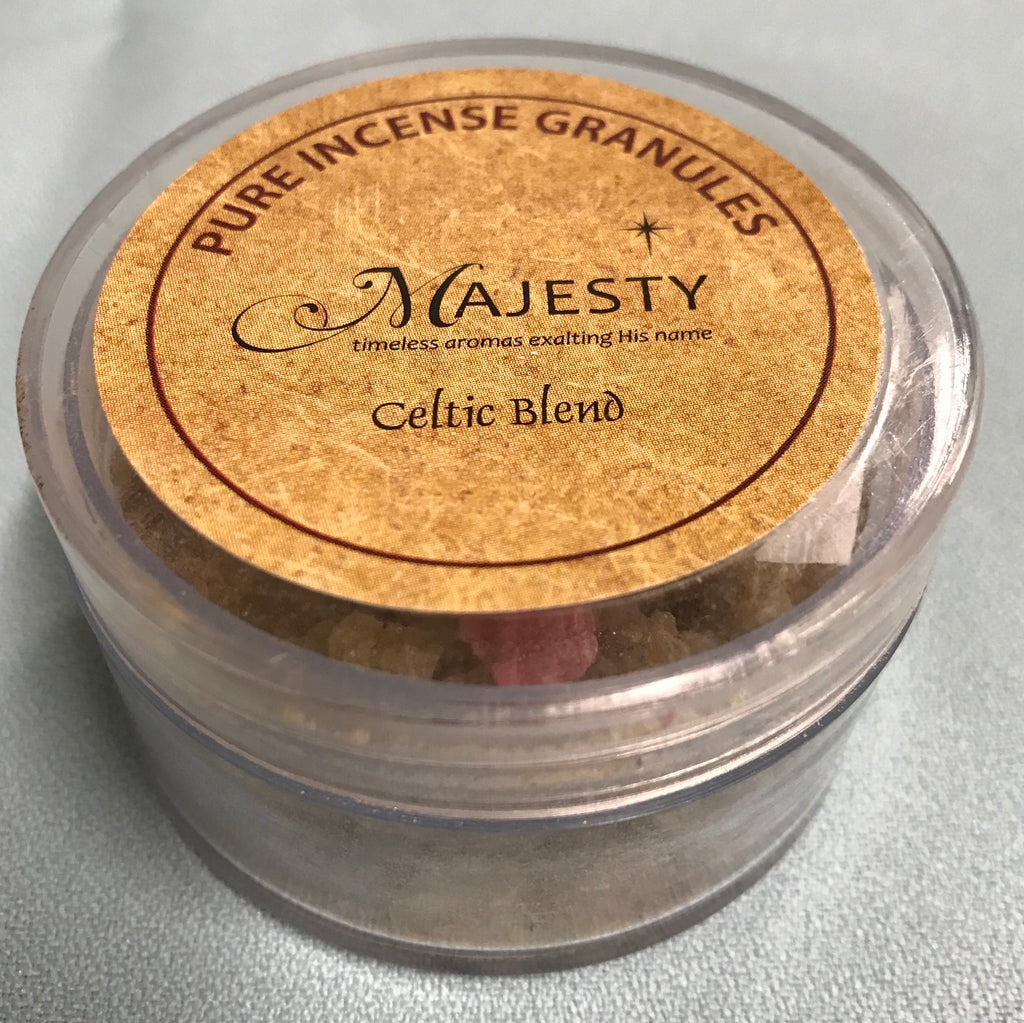 PURE INCENSE GRANULES
MAJESTY
timeless aromas exalting His name
Celtic Blend